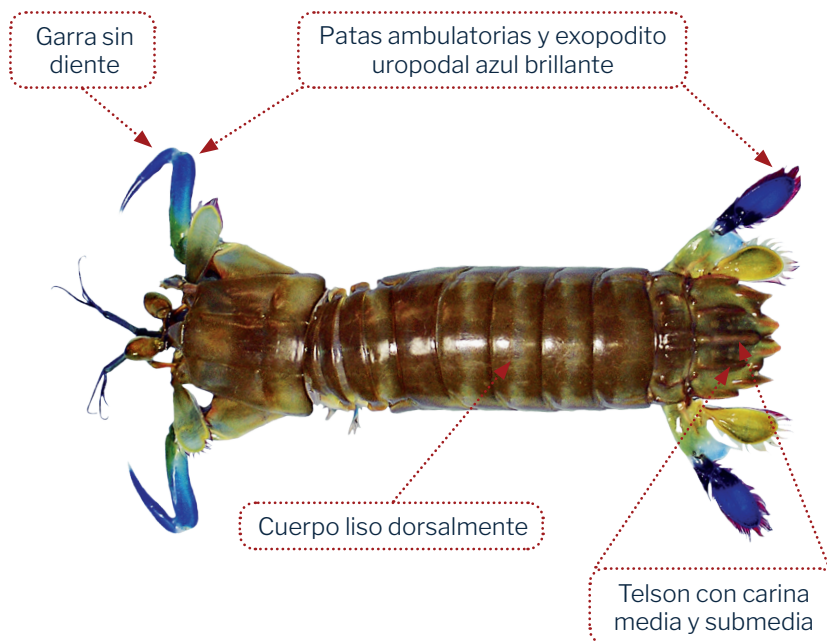 Garra sin
diente
Patas ambulatorias y exopodito
uropodal azul brillante
Cuerpo liso dorsalmente
Telson con carina
media y submedia